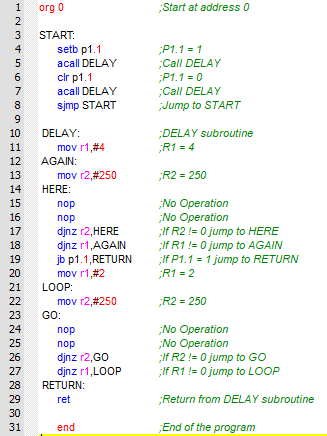 1 org 0 ;Start at address 0
2
3 START:
4 setb p1.1 ;P1.1 = 1
5 acall DELAY ;Call DELAY
6 clr p1.1 ;P1.1 = 0
7 acall DELAY ;Call DELAY
8 sjmp START ;Jump to START
9
10 DELAY: ;DELAY subroutine
11 mov r1,#4 ;R1 = 4
12 AGAIN:
13 mov r2,#250 ;R2 = 250
14 HERE:
15 nop ;No Operation
16 nop ;No Operation
17 djnz r2,HERE ;If R2 != 0 jump to HERE
18 djnz r1,AGAIN ;If R1 != 0 jump to AGAIN
19 jb p1.1,RETURN ;If P1.1 = 1 jump to RETURN
20 mov r1,#2 ;R1 = 2
21 LOOP:
22 mov r2,#250 ;R2 = 250
23 GO:
24 nop ;No Operation
25 nop ;No Operation
26 djnz r2,GO ;If R2 != 0 jump to GO
27 djnz r1,LOOP ;If R1 != 0 jump to LOOP
28 RETURN:
29 ret ;Return from DELAY subroutine
30
31 end ;End of the program